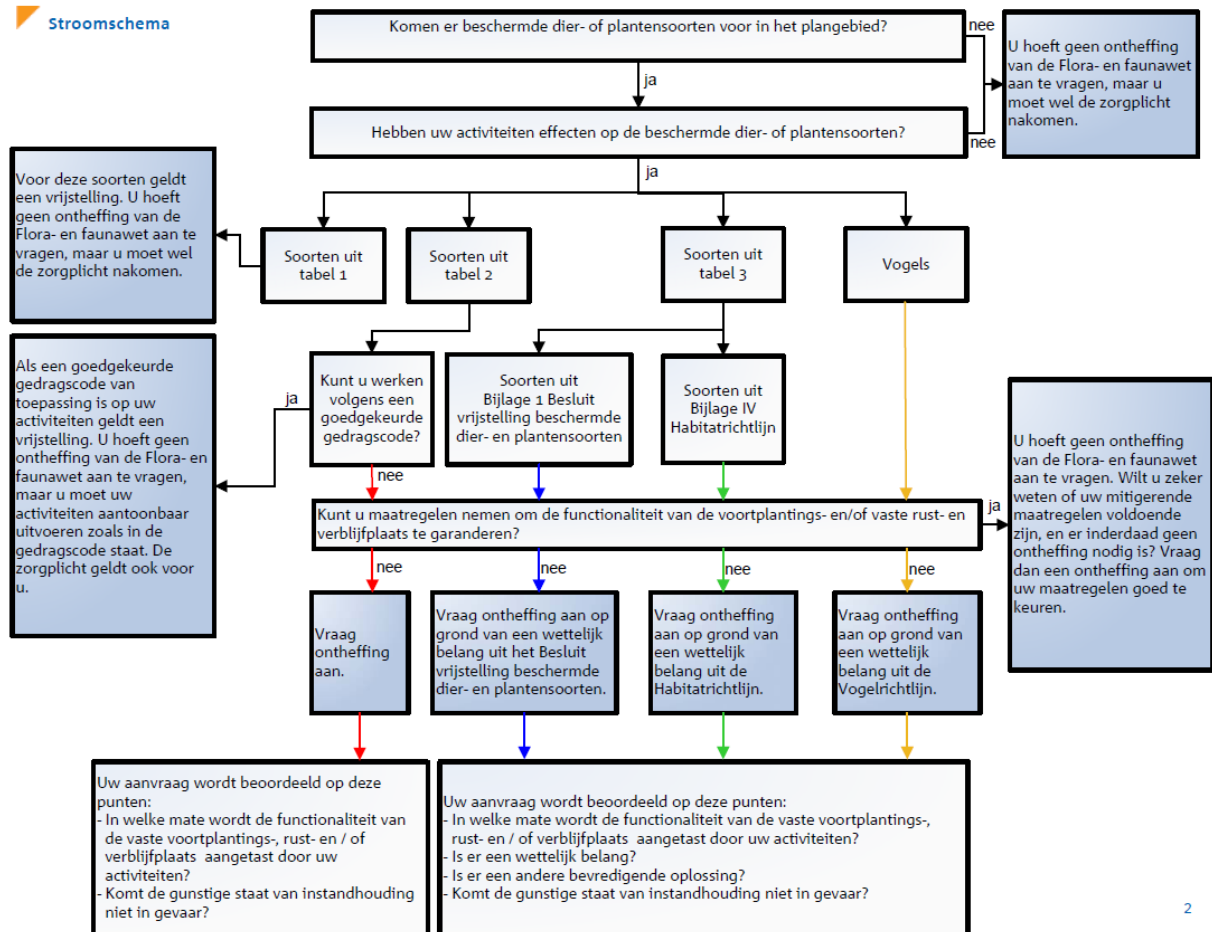 Stroomschema
Komen er beschermde dier- of plantensoorten voor in het plangebied?
nee
U hoeft geen ontheffing
van de Flora- en faunawet
aan te vragen, maar u
moet wel de zorgplicht
nakomen.
ja
Hebben uw activiteiten effecten op de beschermde dier- of plantensoorten?
nee
ja
Voor deze soorten geldt
een vrijstelling. U hoeft
geen ontheffing van de
Flora- en faunawet aan te
vragen, maar u moet wel
de zorgplicht nakomen.
Soorten uit
tabel 1
Soorten uit
tabel 2
Soorten uit
tabel 3
Vogels
Als een goedgekeurde
gedragscode van
toepassing is op uw
activiteiten geldt een
vrijstelling. U hoeft geen
ontheffing van de Flora- en
faunawet aan te vragen,
maar u moet uw
activiteiten aantoonbaar
uitvoeren zoals in de
gedragscode staat. De
zorgplicht geldt ook voor
u.
ja
Kunt u werken
volgens een
goedgekeurde
gedragscode?
Soorten uit
Bijlage 1 Besluit
vrijstelling beschermde
dier- en plantensoorten
Soorten uit
Bijlage IV
Habitatrichtlijn
nee
Kunt u maatregelen nemen om de functionaliteit van de voortplantings- en/of vaste rust- en
verblijfplaats te garanderen?
ja
U hoeft geen ontheffing
van de Flora- en faunawet
aan te vragen. Wilt u zeker
weten of uw mitigerende
maatregelen voldoende
zijn, en er inderdaad geen
ontheffing nodig is? Vraag
dan een ontheffing aan om
uw maatregelen goed te
keuren.
nee
nee
nee
nee
Vraag
ontheffing
aan.
Vraag ontheffing aan op
grond van een wettelijk
belang uit het Besluit
vrijstelling beschermde
dier- en plantensoorten.
Vraag ontheffing
aan op grond van
een wettelijk
belang uit de
Habitatrichtlijn.
Vraag ontheffing
aan op grond van
een wettelijk
belang uit de
Vogelrichtlijn.
Uw aanvraag wordt beoordeeld op deze
punten:
- In welke mate wordt de functionaliteit van
de vaste voortplantings-, rust- en / of
verblijfplaats aangetast door uw
activiteiten?
- Komt de gunstige staat van instandhouding
niet in gevaar?
Uw aanvraag wordt beoordeeld op deze punten:
- In welke mate wordt de functionaliteit van de vaste voortplantings-,
rust- en / of verblijfplaats aangetast door uw activiteiten?
- Is er een wettelijk belang?
- Is er een andere bevredigende oplossing?
- Komt de gunstige staat van instandhouding niet in gevaar?
2